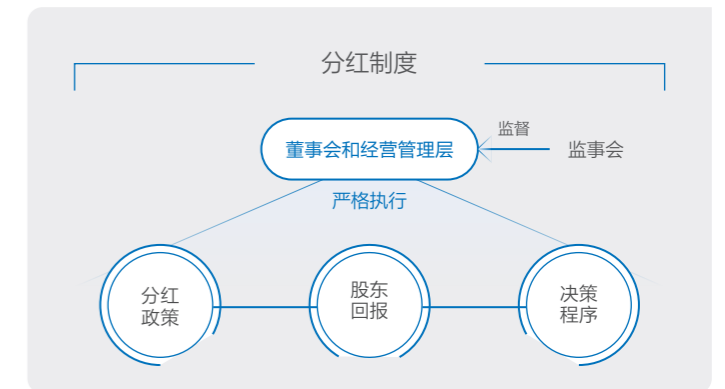 分红制度
监督
董事会和经营管理层
监事会
严格执行
分红
政策
股东
回报
决策
程序